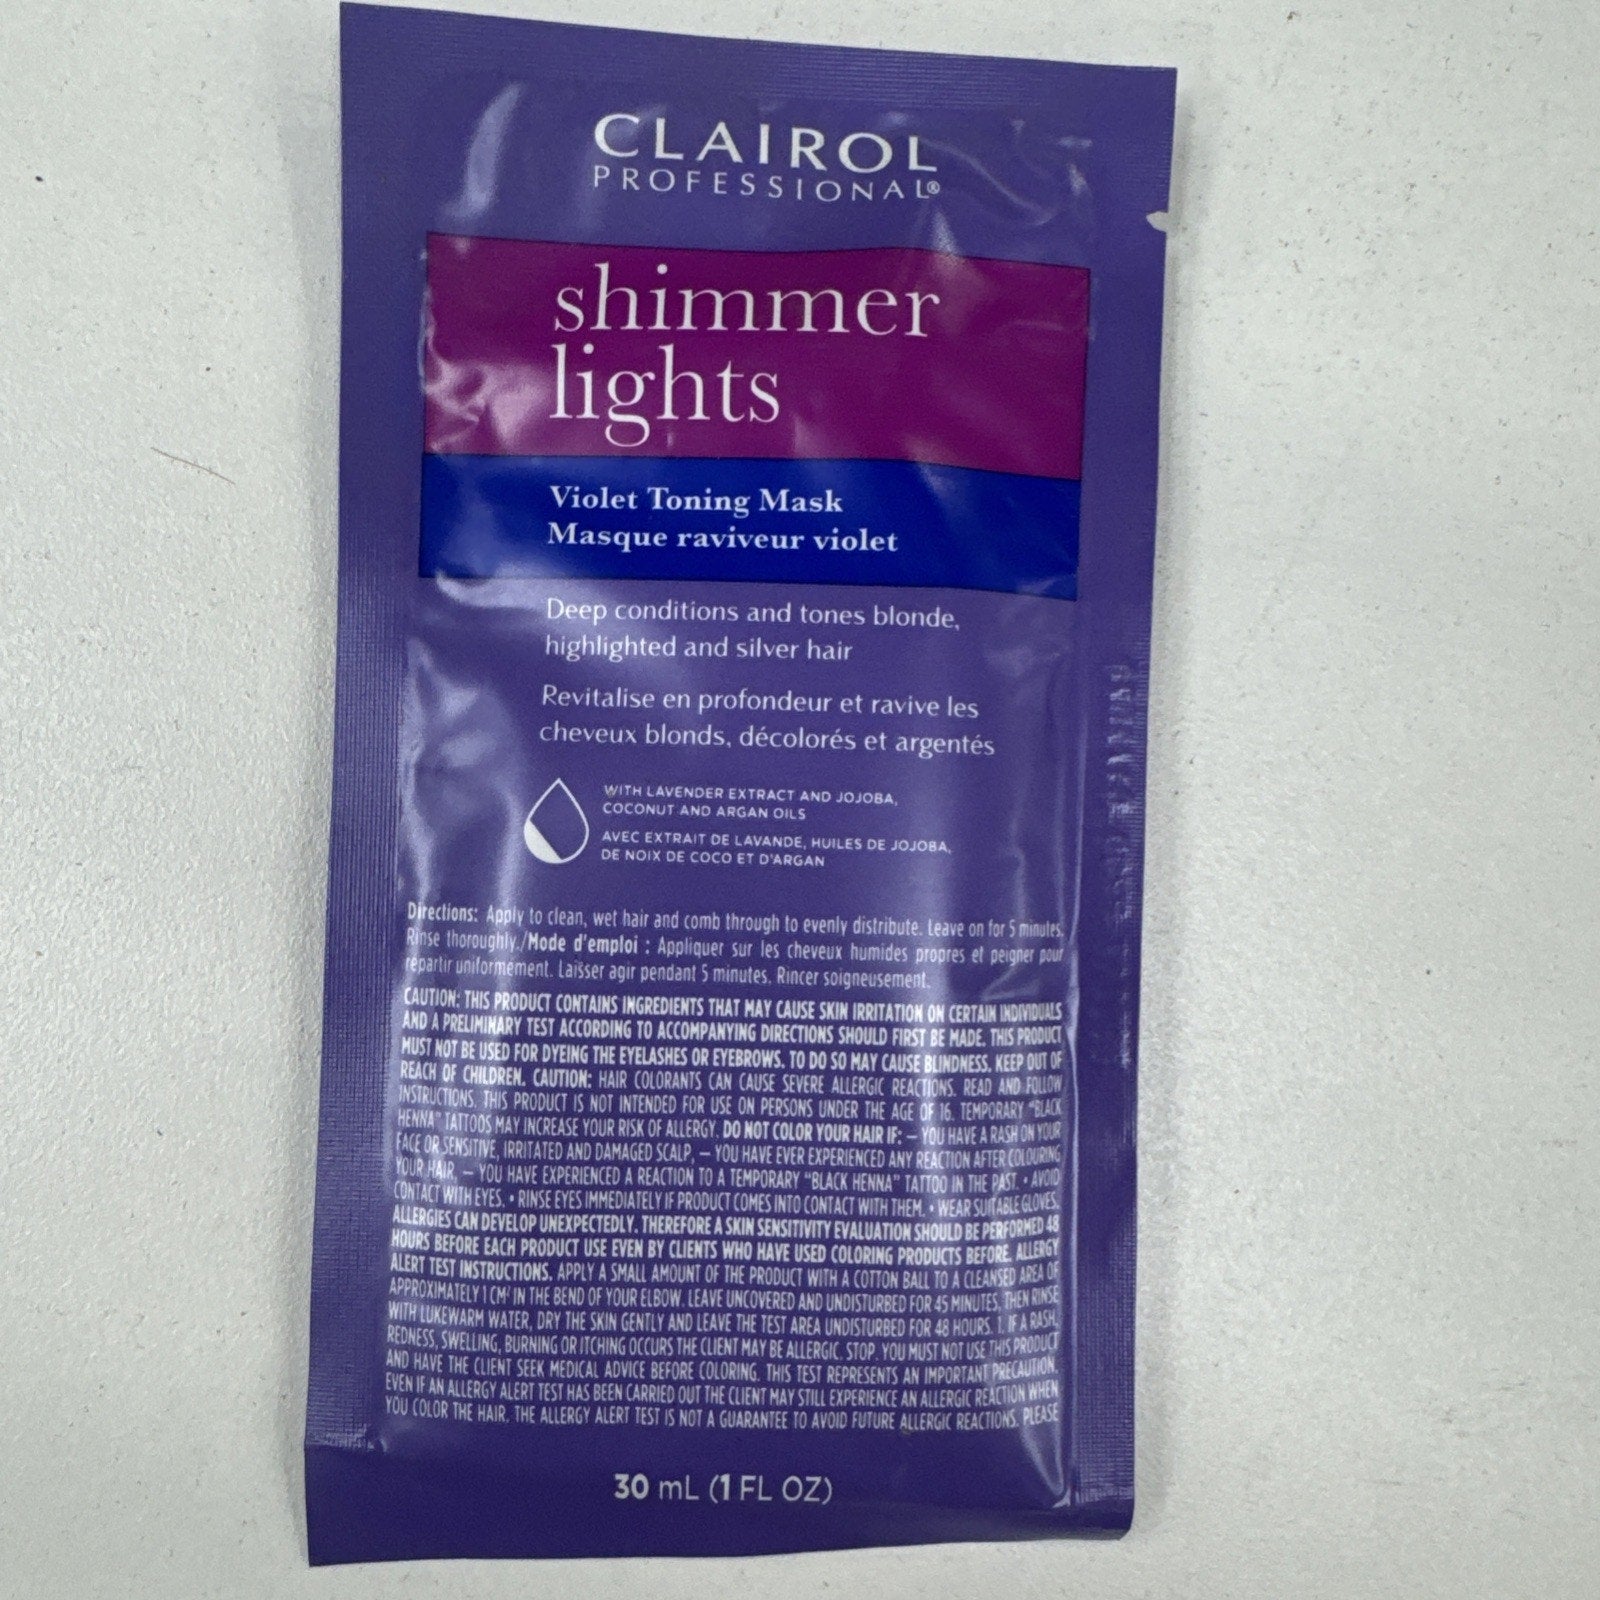 CLAIROL
PROFESSIONAL®
shimmer
lights
Violet Toning Mask
Masque raviveur violet
Deep conditions and tones blonde,
highlighted and silver hair
Revitalise en profondeur et ravive les
cheveux blonds, décolorés et argentés
WITH LAVENDER EXTRACT AND JOJOBA,
COCONUT AND ARGAN OILS
AVEC EXTRAIT DE LAVANDE, HUILES DE JOJOBA,
DE NOIX DE COCO ET D'ARGAN
Directions: Apply to clean, wet hair and comb through to evenly distribute. Leave on for 5 minutes.
Rinse thoroughly./Mode d'emploi : Appliquer sur les cheveux humides propres et peigner pour
répartir uniformément. Laisser agir pendant 5 minutes. Rincer soigneusement.
CAUTION: THIS PRODUCT CONTAINS INGREDIENTS THAT MAY CAUSE SKIN IRRITATION ON CERTAIN INDIVIDUALS
AND A PRELIMINARY TEST ACCORDING TO ACCOMPANYING DIRECTIONS SHOULD FIRST BE MADE. THIS PRODUCT
MUST NOT BE USED FOR DYEING THE EYELASHES OR EYEBROWS. TO DO SO MAY CAUSE BLINDNESS. KEEP OUT OF
REACH OF CHILDREN. CAUTION: HAIR COLORANTS CAN CAUSE SEVERE ALLERGIC REACTIONS. READ AND FOLLOW
INSTRUCTIONS. THIS PRODUCT IS NOT INTENDED FOR USE ON PERSONS UNDER THE AGE OF 16. TEMPORARY "BLACK
HENNA" TATTOOS MAY INCREASE YOUR RISK OF ALLERGY. DO NOT COLOR YOUR HAIR IF: – YOU HAVE A RASH ON YOUR
FACE OR SENSITIVE, IRRITATED AND DAMAGED SCALP, – YOU HAVE EVER EXPERIENCED ANY REACTION AFTER COLOURING
YOUR HAIR, – YOU HAVE EXPERIENCED A REACTION TO A TEMPORARY "BLACK HENNA" TATTOO IN THE PAST. • AVOID
CONTACT WITH EYES. • RINSE EYES IMMEDIATELY IF PRODUCT COMES INTO CONTACT WITH THEM. • WEAR SUITABLE GLOVES.
ALLERGIES CAN DEVELOP UNEXPECTEDLY. THEREFORE A SKIN SENSITIVITY EVALUATION SHOULD BE PERFORMED 48
HOURS BEFORE EACH PRODUCT USE EVEN BY CLIENTS WHO HAVE USED COLORING PRODUCTS BEFORE. ALLERGY
ALERT TEST INSTRUCTIONS. APPLY A SMALL AMOUNT OF THE PRODUCT WITH A COTTON BALL TO A CLEANSED AREA OF
APPROXIMATELY 1 CM² IN THE BEND OF YOUR ELBOW. LEAVE UNCOVERED AND UNDISTURBED FOR 45 MINUTES, THEN RINSE
WITH LUKEWARM WATER, DRY THE SKIN GENTLY AND LEAVE THE TEST AREA UNDISTURBED FOR 48 HOURS. 1. IF A RASH,
REDNESS, SWELLING, BURNING OR ITCHING OCCURS THE CLIENT MAY BE ALLERGIC. STOP. YOU MUST NOT USE THIS PRODUCT
AND HAVE THE CLIENT SEEK MEDICAL ADVICE BEFORE COLORING. THIS TEST REPRESENTS AN IMPORTANT PRECAUTION.
EVEN IF AN ALLERGY ALERT TEST HAS BEEN CARRIED OUT THE CLIENT MAY STILL EXPERIENCE AN ALLERGIC REACTION WHEN
YOU COLOR THE HAIR. THE ALLERGY ALERT TEST IS NOT A GUARANTEE TO AVOID FUTURE ALLERGIC REACTIONS. PLEASE
30 mL (1 FL OZ)